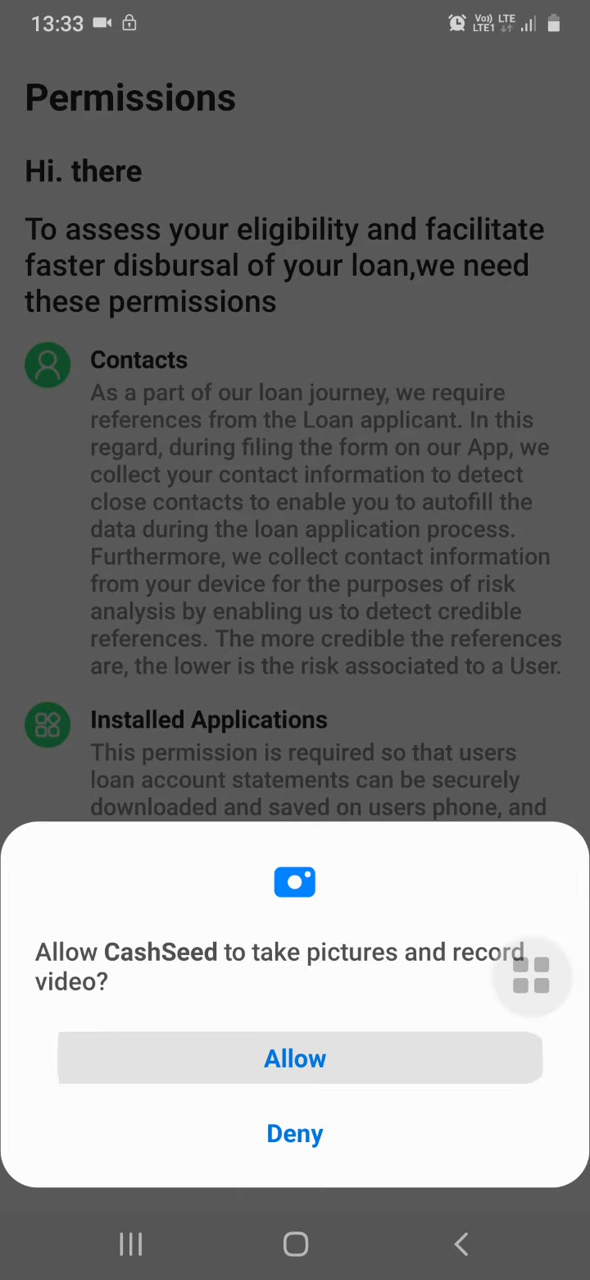 13:33
Vo) LTE
LTE1
Permissions
Hi. there
To assess your eligibility and facilitate
faster disbursal of your loan,we need
these permissions
Contacts
As a part of our loan journey, we require
references from the Loan applicant. In this
regard, during filing the form on our App, we
collect your contact information to detect
close contacts to enable you to autofill the
data during the loan application process.
Furthermore, we collect contact information
from your device for the purposes of risk
analysis by enabling us to detect credible
references. The more credible the references
are, the lower is the risk associated to a User.
Installed Applications
This permission is required so that users
loan account statements can be securely
downloaded and saved on users phone, and
Allow CashSeed to take pictures and record
video?
Allow
Deny